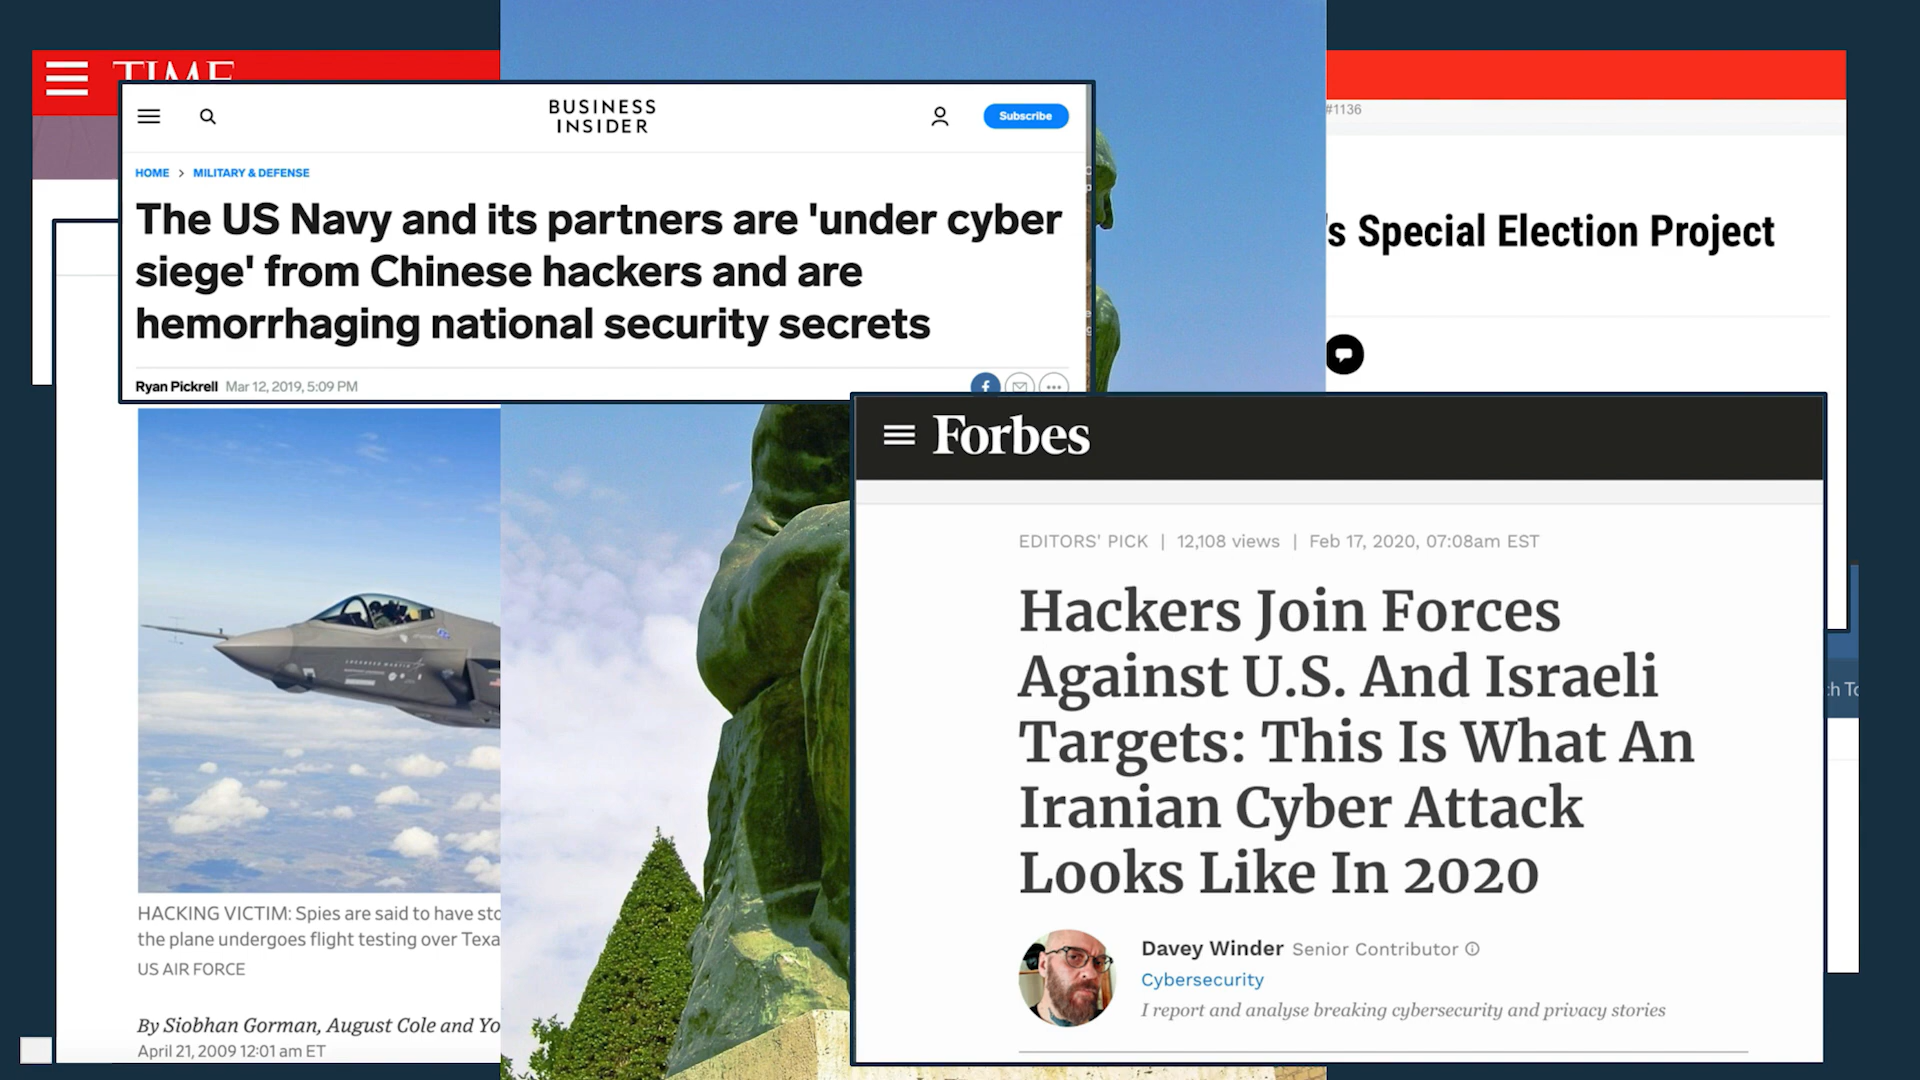 TIME
BUSINESS
INSIDER
Subscribe
HOME > MILITARY & DEFENSE
The US Navy and its partners are 'under cyber
siege' from Chinese hackers and are
hemorrhaging national security secrets
Ryan Pickrell Mar 12, 2019, 5:09 PM
#1136
's Special Election Project
HACKING VICTIM: Spies are said to have
the plane undergoes flight testing over
US AIR FORCE
By Siobhan Gorman, August Cole and
April 21, 2009 12:01 am ET
Forbes
EDITORS' PICK | 12,108 views | Feb 17, 2020, 07:08am EST
Hackers Join Forces
Against U.S. And Israeli
Targets: This Is What An
Iranian Cyber Attack
Looks Like In 2020
Davey Winder Senior Contributor
Cybersecurity
I report and analyse breaking cybersecurity and privacy stories